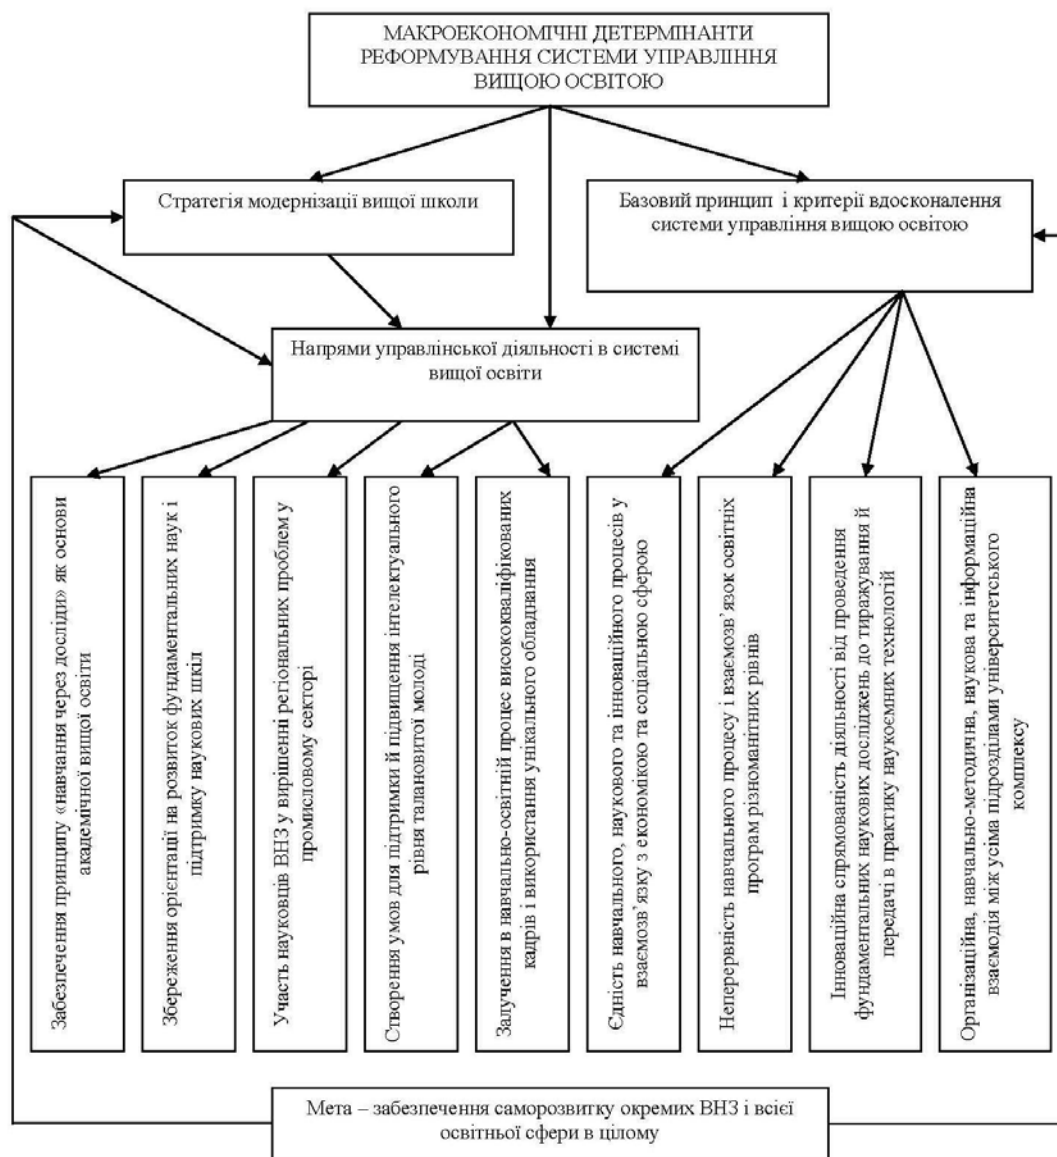 МАКРОЕКОНОМІЧНІ ДЕТЕРМІНАНТИ
РЕФОРМУВАННЯ СИСТЕМИ УПРАВЛІННЯ
ВИЩОЮ ОСВІТОЮ
Стратегія модернізації вищої школи
Базовий принцип і критерії вдосконалення
системи управління вищою освітою
Напрями управлінської діяльності в системі
вищої освіти
Забезпечення принципу «навчання через досліди» як основи
академічної вищої освіти
Збереження орієнтації на розвиток фундаментальних наук і
підтримку наукових шкіл
Участь науковців ВНЗ у вирішенні регіональних проблем у
промисловому секторі
Створення умов для підтримки й підвищення інтелектуального
рівня талановитої молоді
Залучення в навчально-освітній процес висококваліфікованих
кадрів і використання унікального обладнання
Єдність навчального, наукового та інноваційного процесів у
взаємозв'язку з економікою та соціальною сферою
Неперервність навчального процесу і взаємозв'язок освітніх
програм різноманітних рівнів
Інноваційна спрямованість діяльності від проведення
фундаментальних наукових досліджень до тиражування й
передачі в практику наукоємних технологій
Організаційна, навчально-методична, наукова та інформаційна
взаємодія між усіма підрозділами університетського
комплексу
Мета – забезпечення саморозвитку окремих ВНЗ і всієї
освітньої сфери в цілому